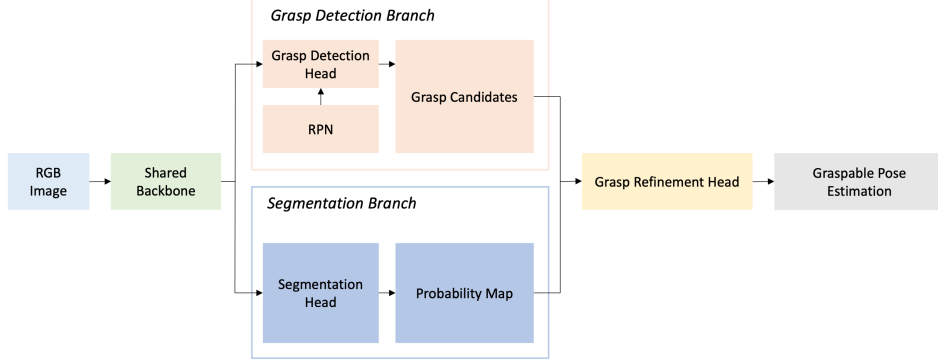 Grasp Detection Branch
Grasp Detection
Head
Grasp Candidates
RPN
RGB
Image
Shared
Backbone
Grasp Refinement Head
Graspable Pose
Estimation
Segmentation Branch
Segmentation
Head
Probability Map